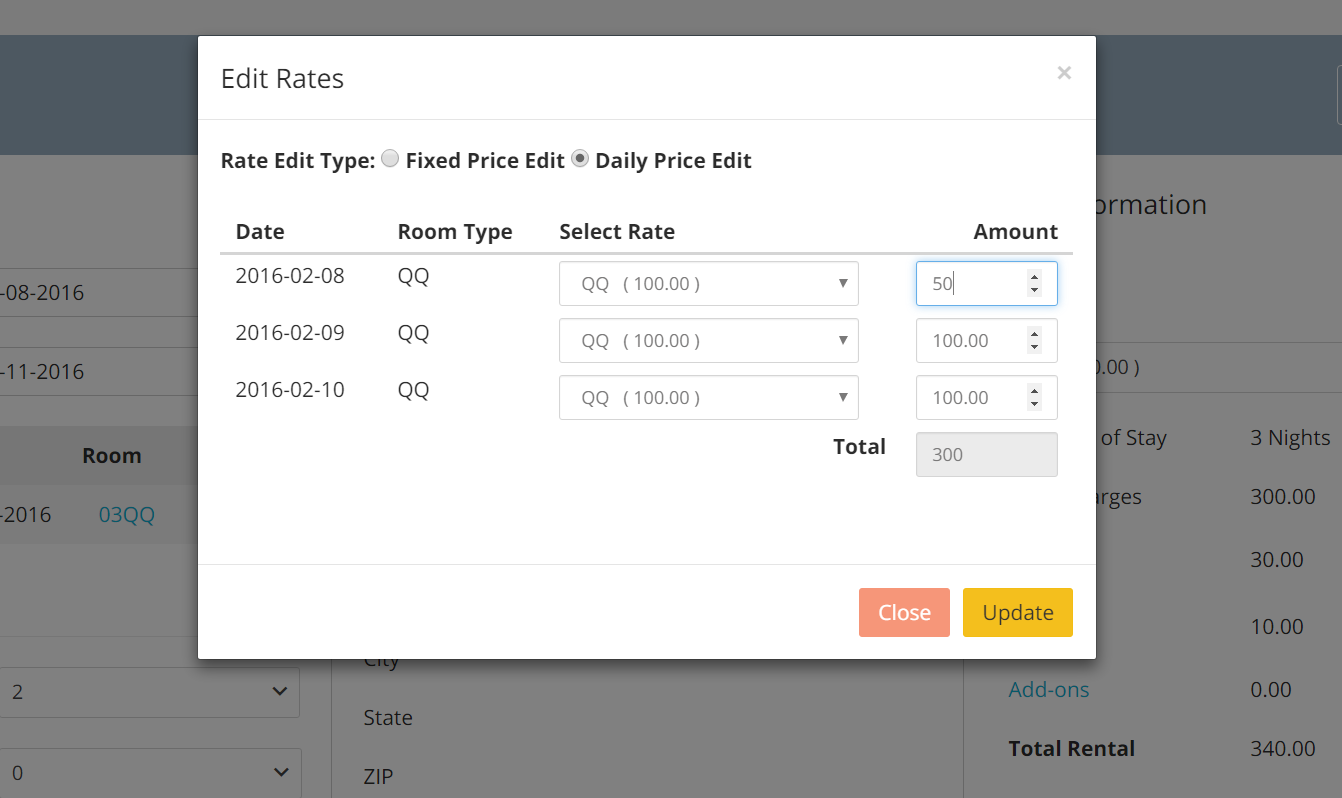 Edit Rates ×
Rate Edit Type: Fixed Price Edit Daily Price Edit
Date Room Type Select Rate Amount
2016-02-08 QQ QQ ( 100.00 ) 50
2016-02-09 QQ QQ ( 100.00 ) 100.00
2016-02-10 QQ QQ ( 100.00 ) 100.00
Total 300
Close Update
-08-2016
-11-2016
Room
-2016 03QQ
2
0
City
State
ZIP
ormation
0.00 )
of Stay 3 Nights
arges 300.00
30.00
10.00
Add-ons 0.00
Total Rental 340.00